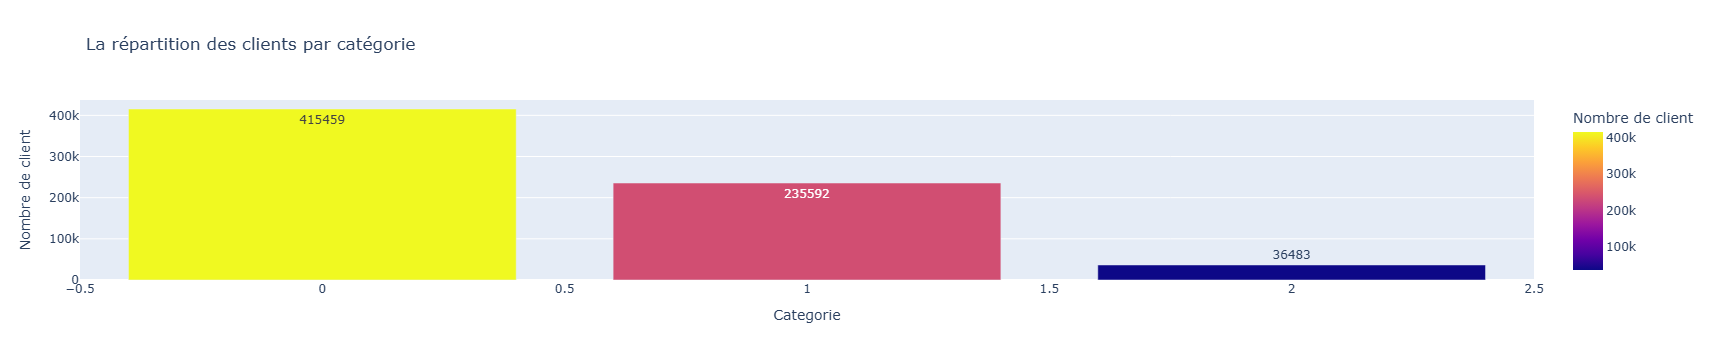 La répartition des clients par catégorie
Nombre de client
400k
300k
200k
100k
0
415459
235592
36483
−0.5
0
0.5
1
1.5
2
2.5
Categorie
Nombre de client
400k
300k
200k
100k